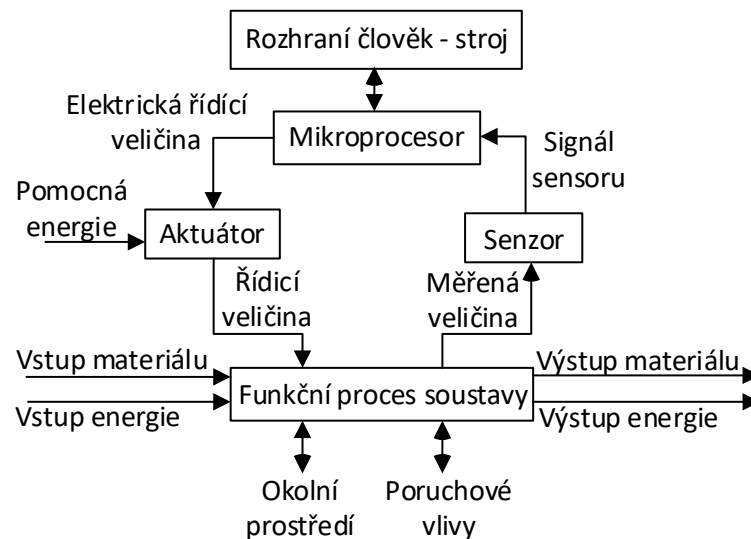 Rozhraní člověk - stroj
Elektrická řídící
veličina
Mikroprocesor
Signál
sensoru
Pomocná
energie
Aktuátor
Senzor
Řídicí
veličina
Měřená
veličina
Vstup materiálu
Vstup energie
Funkční proces soustavy
Výstup materiálu
Výstup energie
Okolní
prostředí
Poruchové
vlivy